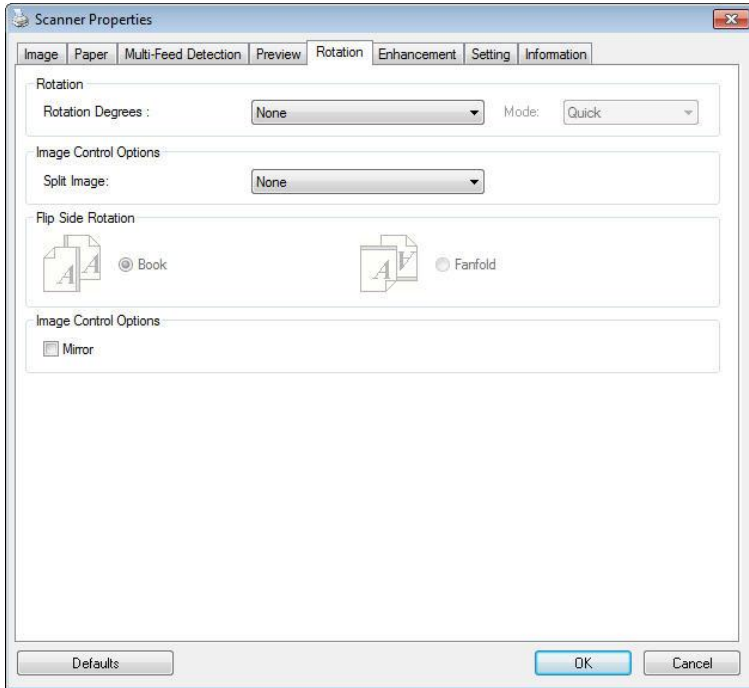 Scanner Properties
Image Paper Multi-Feed Detection Preview Rotation Enhancement Setting Information
Rotation
Rotation Degrees : None Mode: Quick
Image Control Options
Split Image: None
Flip Side Rotation
A A Book A A Fanfold
Image Control Options
Mirror
Defaults OK Cancel